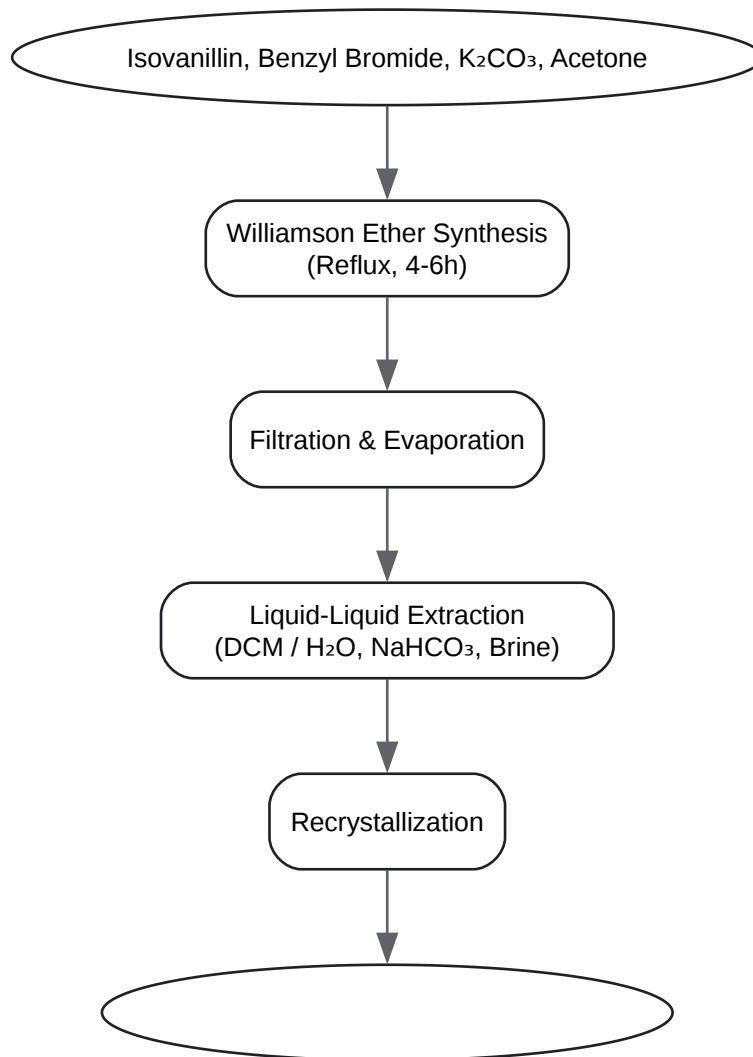 Isovanillin, Benzyl Bromide, K₂CO₃, Acetone
Williamson Ether Synthesis
(Reflux, 4-6h)
Filtration & Evaporation
Liquid-Liquid Extraction
(DCM / H₂O, NaHCO₃, Brine)
Recrystallization